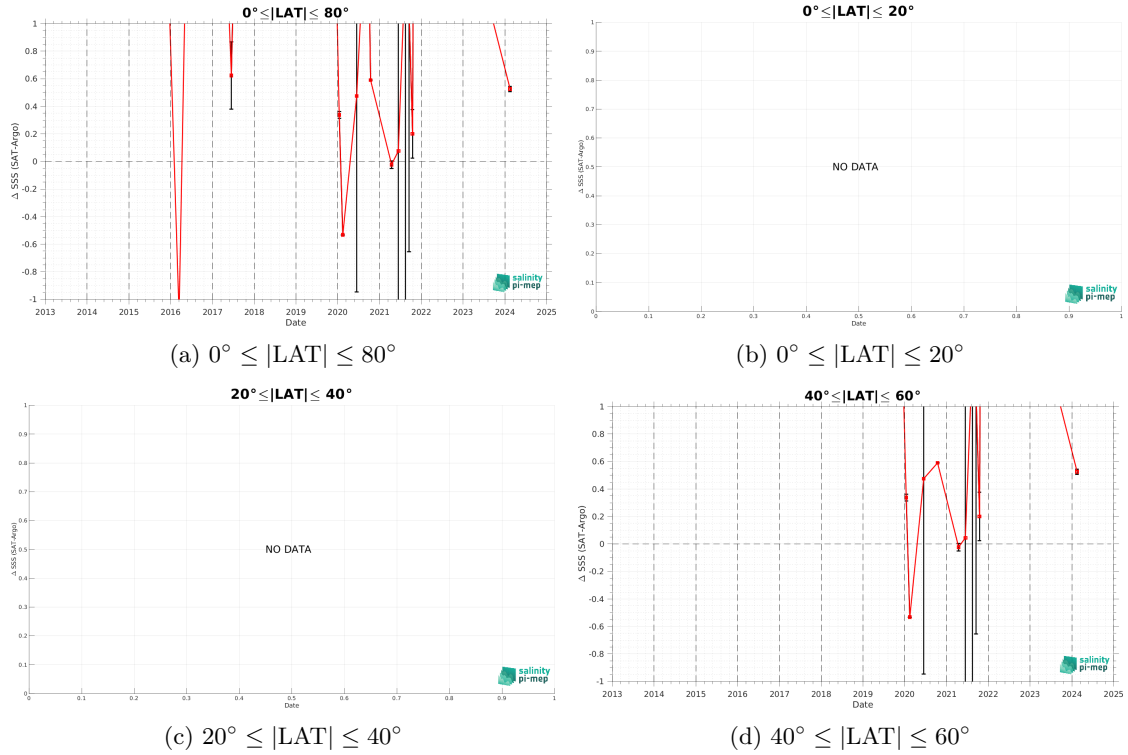 0°≤|LAT|≤ 80°
1
0.8
0.6
0.4
0.2
0
-0.2
-0.4
-0.6
-0.8
-1
Δ SSS (SAT-Argo)
2013 2014 2015 2016 2017 2018 2019 2020 2021 2022 2023 2024 2025
Date
salinity
pi-mep
(a) 0° ≤ |LAT| ≤ 80°
0°≤|LAT|≤ 20°
1
0.9
0.8
0.7
0.6
0.5
0.4
0.3
0.2
0.1
0
Δ SSS (SAT-Argo)
NO DATA
0 0.1 0.2 0.3 0.4 0.5 0.6 0.7 0.8 0.9 1
Date
salinity
pi-mep
(b) 0° ≤ |LAT| ≤ 20°
20°≤|LAT|≤ 40°
1
0.9
0.8
0.7
0.6
0.5
0.4
0.3
0.2
0.1
0
Δ SSS (SAT-Argo)
NO DATA
0 0.1 0.2 0.3 0.4 0.5 0.6 0.7 0.8 0.9 1
Date
salinity
pi-mep
(c) 20° ≤ |LAT| ≤ 40°
40°≤|LAT|≤ 60°
1
0.8
0.6
0.4
0.2
0
-0.2
-0.4
-0.6
-0.8
-1
Δ SSS (SAT-Argo)
2013 2014 2015 2016 2017 2018 2019 2020 2021 2022 2023 2024 2025
Date
salinity
pi-mep
(d) 40° ≤ |LAT| ≤ 60°